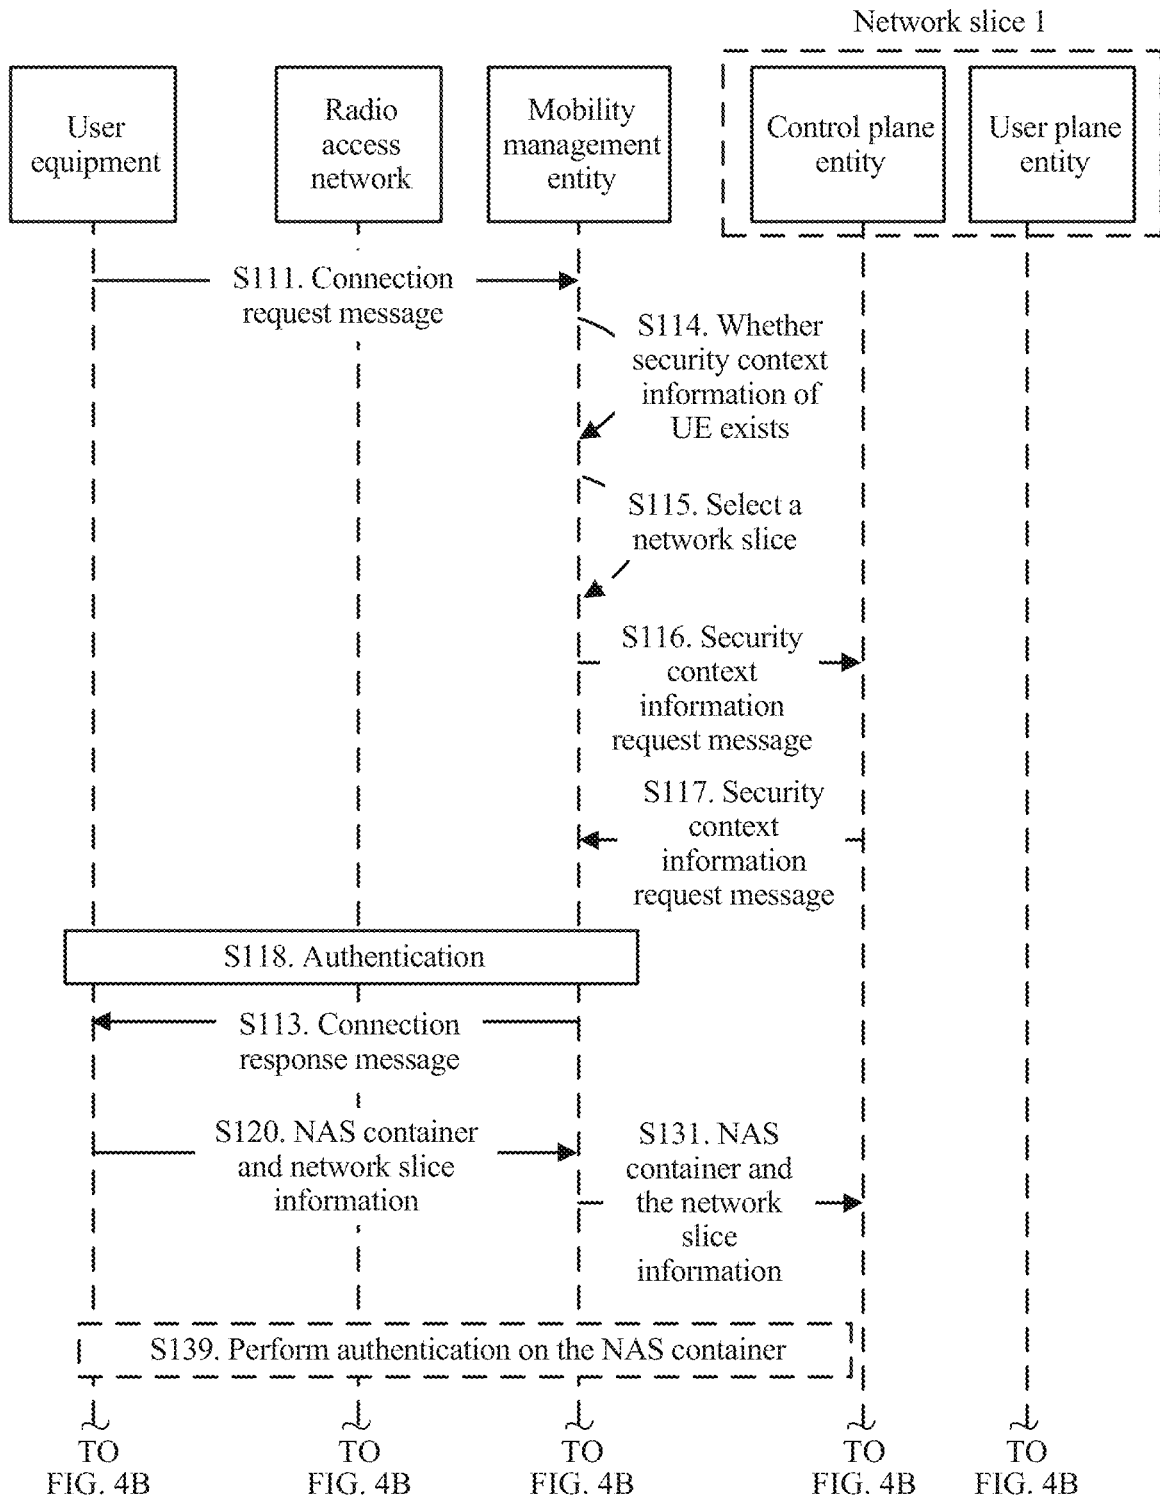 Network slice 1
User
equipment
Radio
access
network
Mobility
management
entity
Control plane
entity
User plane
entity
S111. Connection
request message
S114. Whether
security context
information of
UE exists
S115. Select a
network slice
S116. Security
context
information
request message
S117. Security
context
information
request message
S118. Authentication
S113. Connection
response message
S120. NAS container
and network slice
information
S131. NAS
container and
the network
slice
information
S139. Perform authentication on the NAS container
TO
FIG. 4B
TO
FIG. 4B
TO
FIG. 4B
TO
FIG. 4B
TO
FIG. 4B